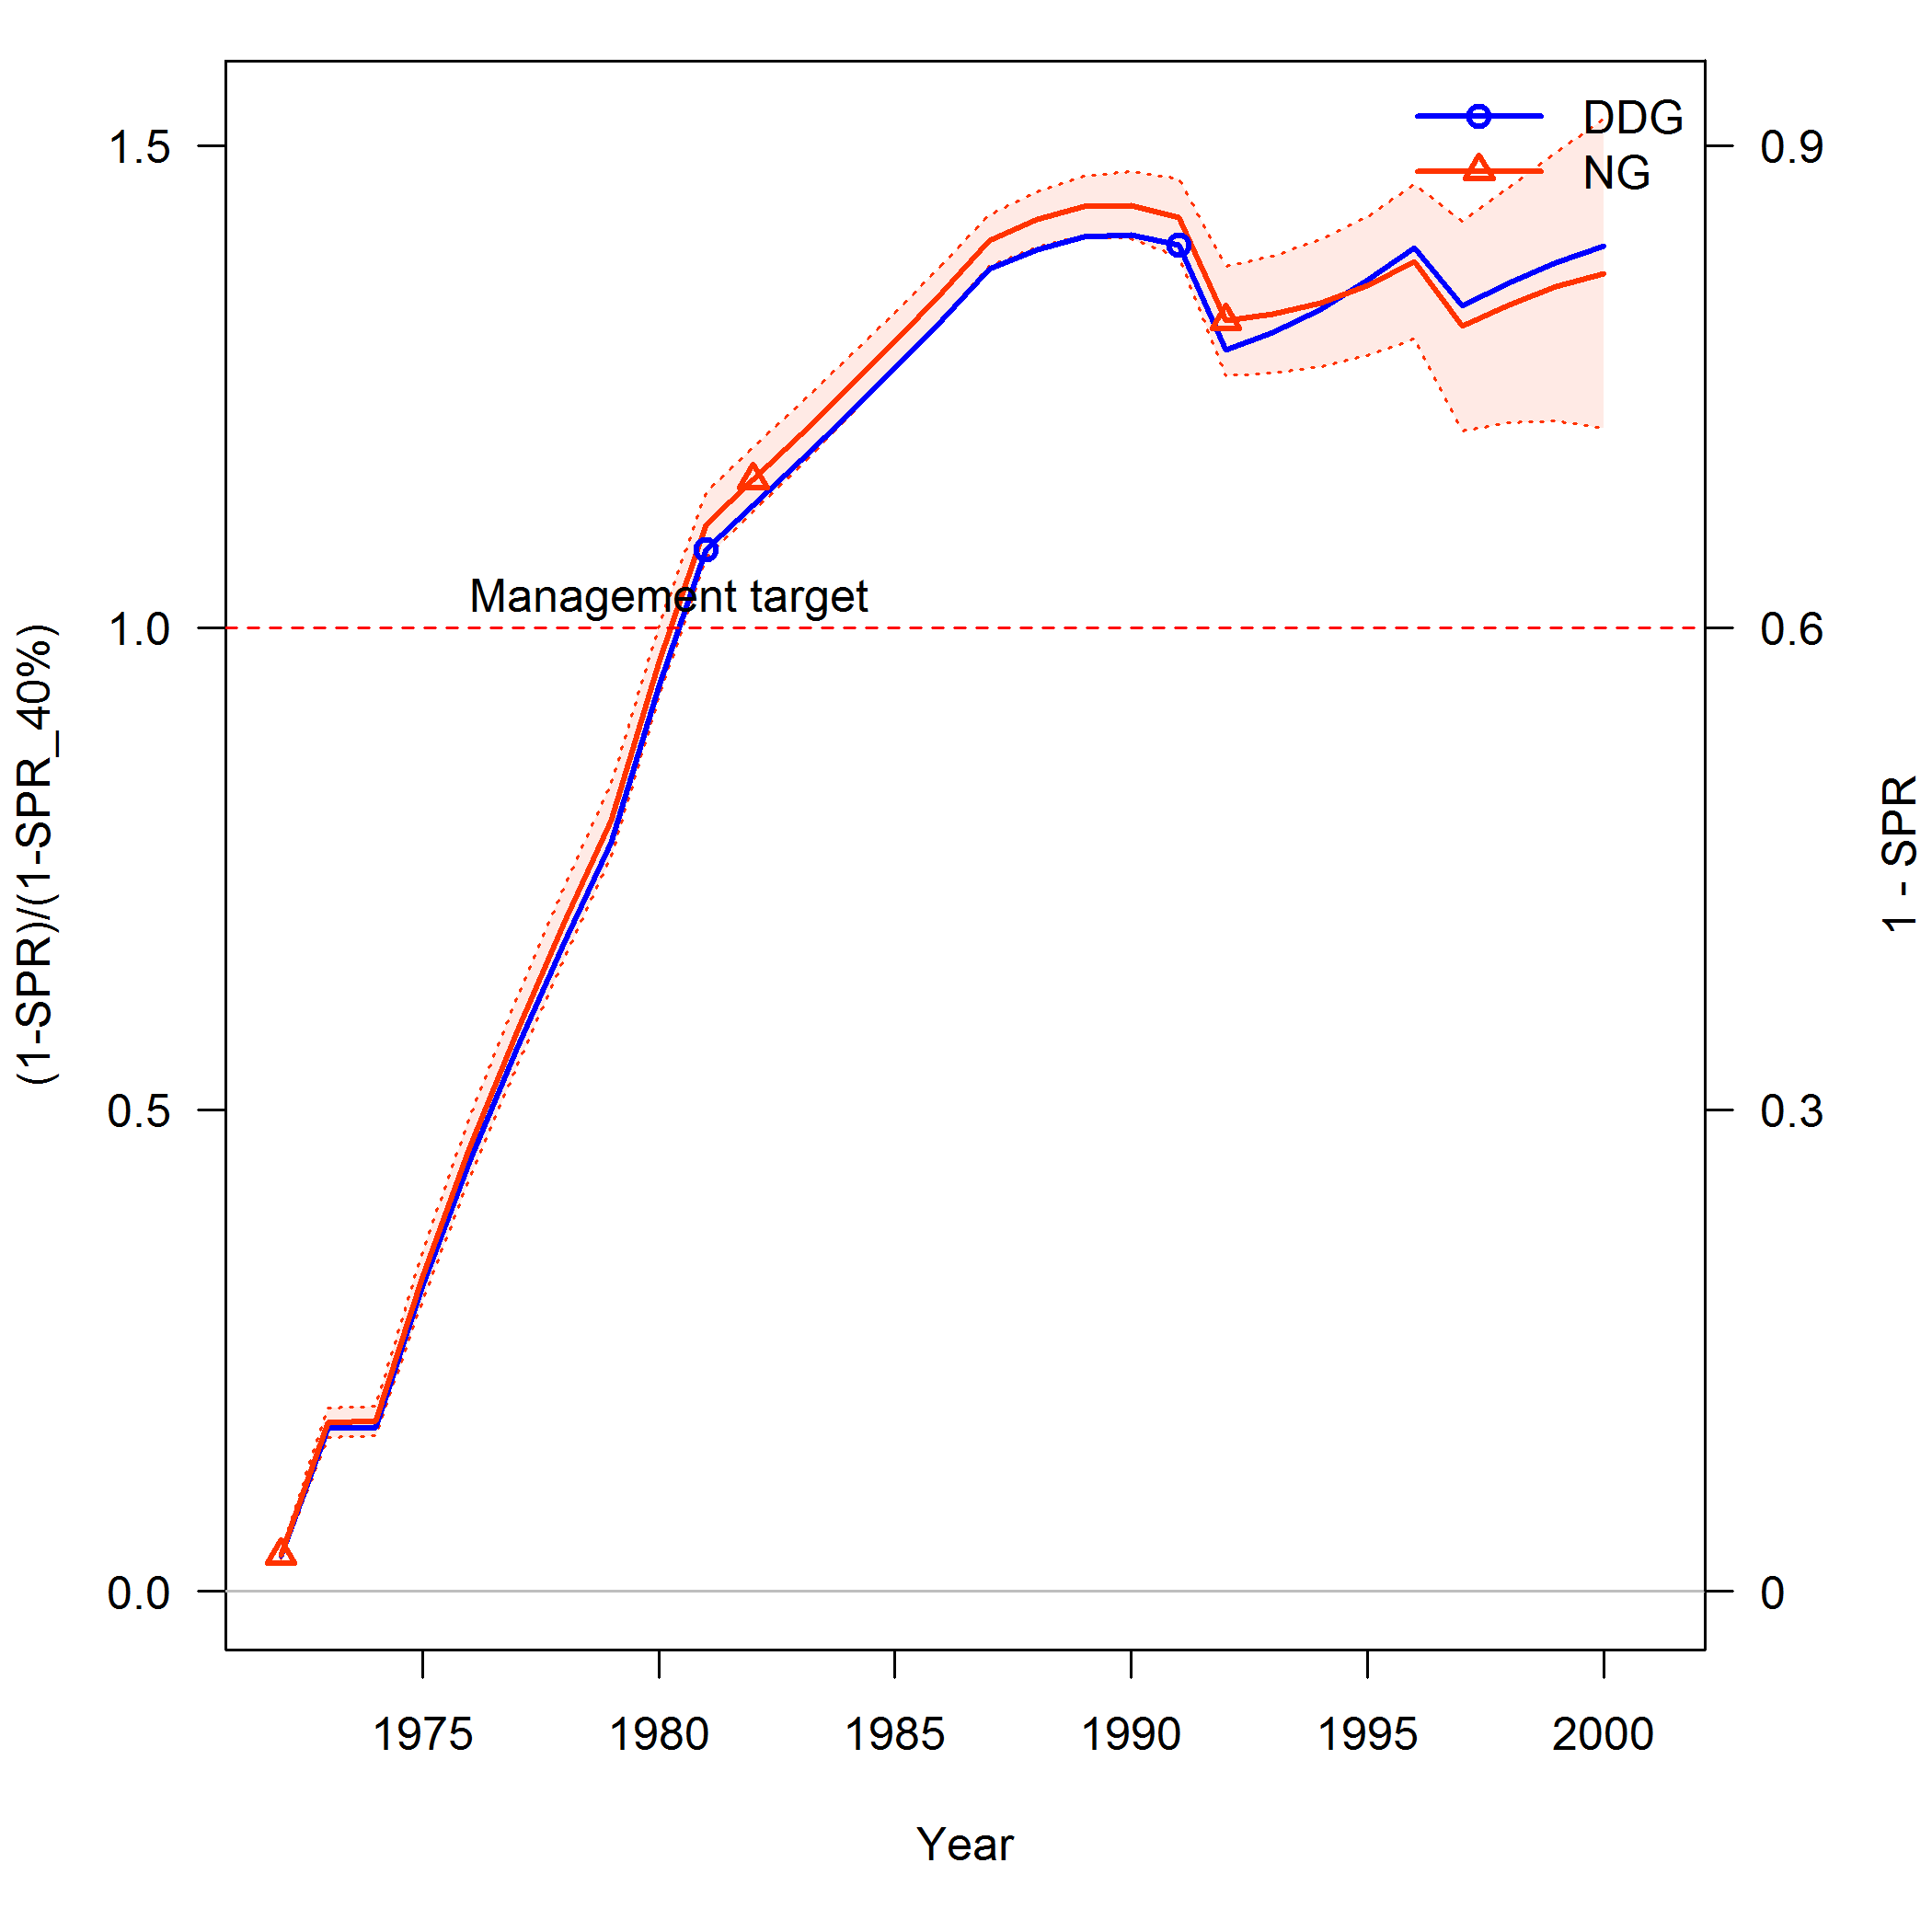 DDG
NG
Management target
(1-SPR)/(1-SPR_40%)
1.5
1.0
0.5
0.0
0.9
0.6
0.3
0
1 - SPR
1975 1980 1985 1990 1995 2000
Year